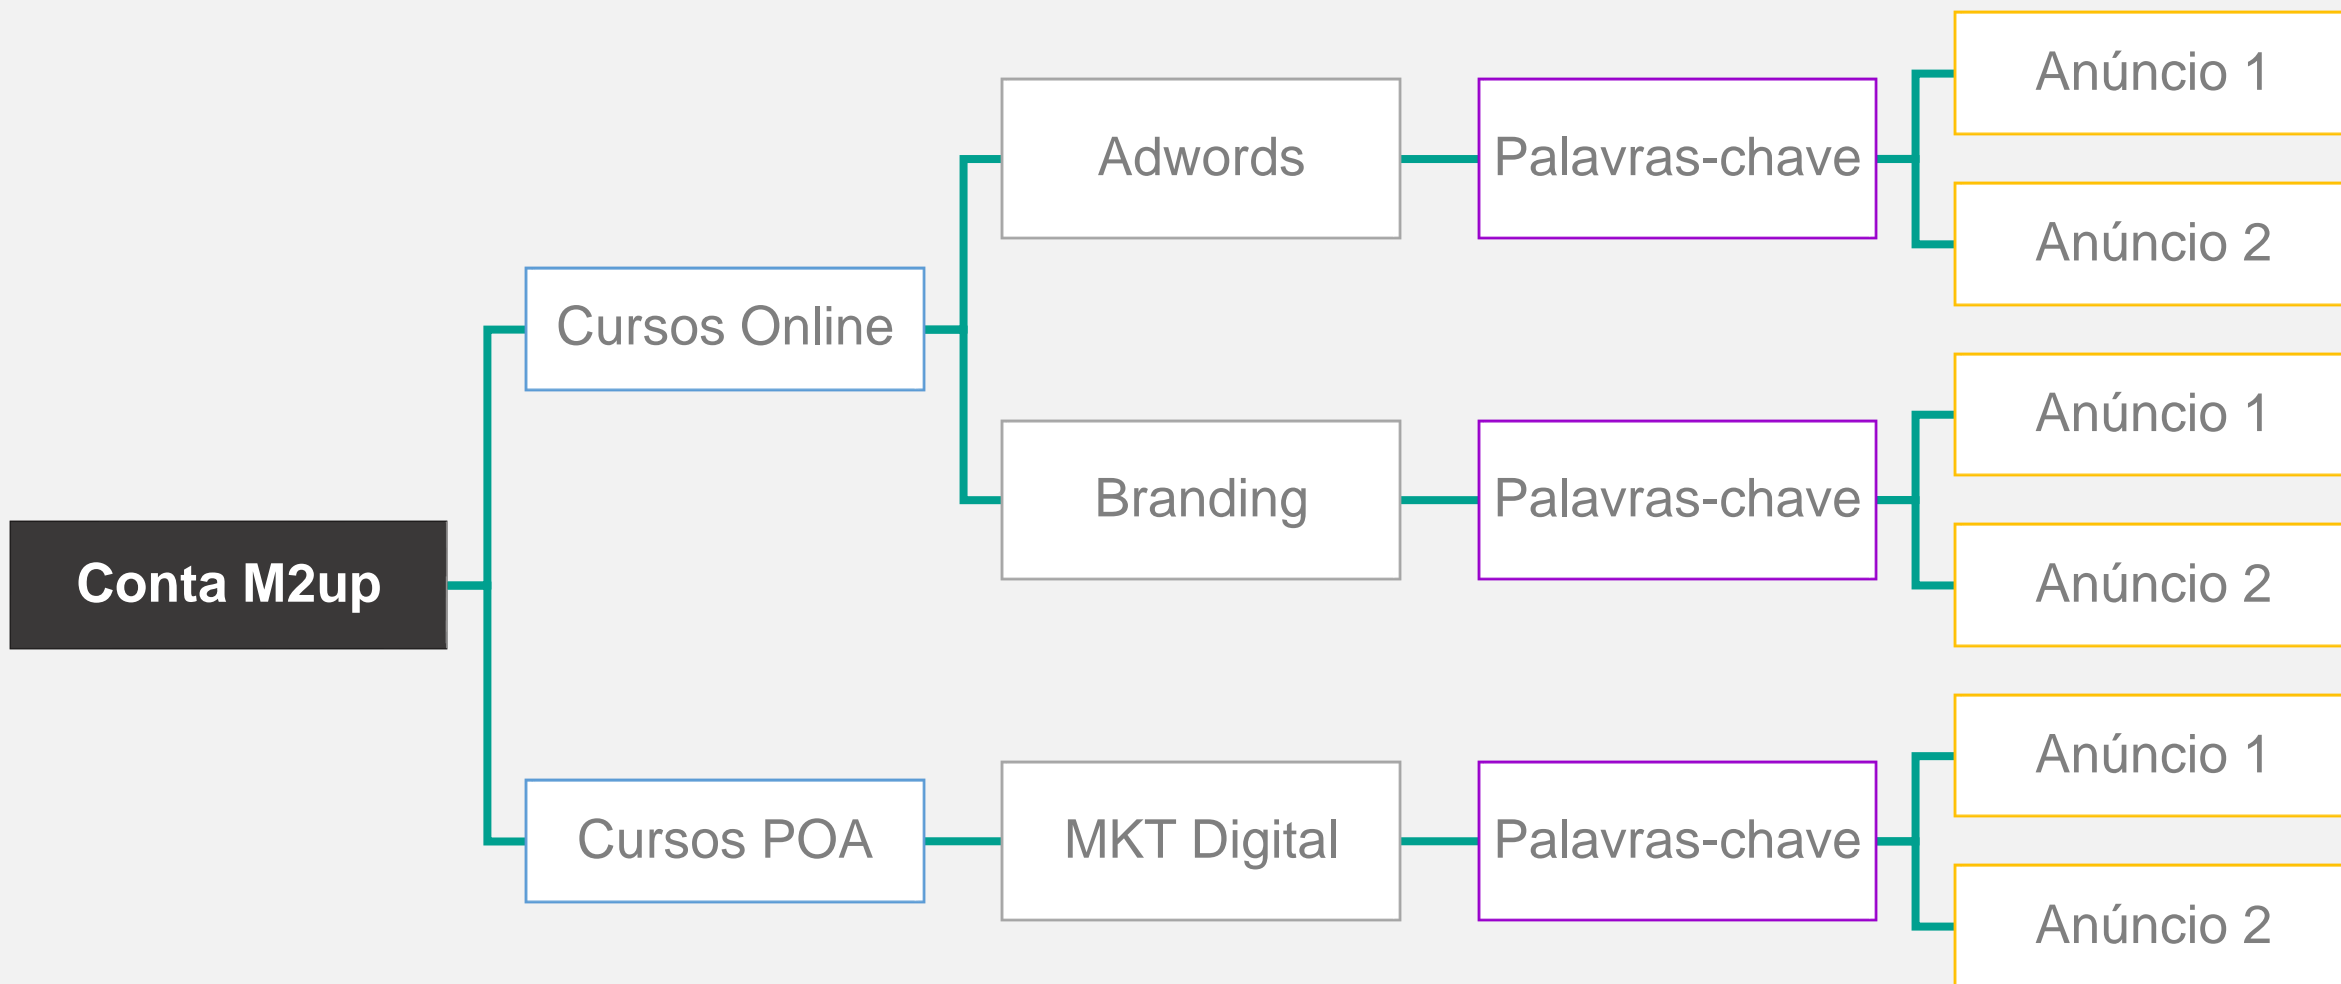 Conta M2up
Cursos Online
Adwords
Palavras-chave
Anúncio 1
Anúncio 2
Branding
Palavras-chave
Anúncio 1
Anúncio 2
Cursos POA
MKT Digital
Palavras-chave
Anúncio 1
Anúncio 2